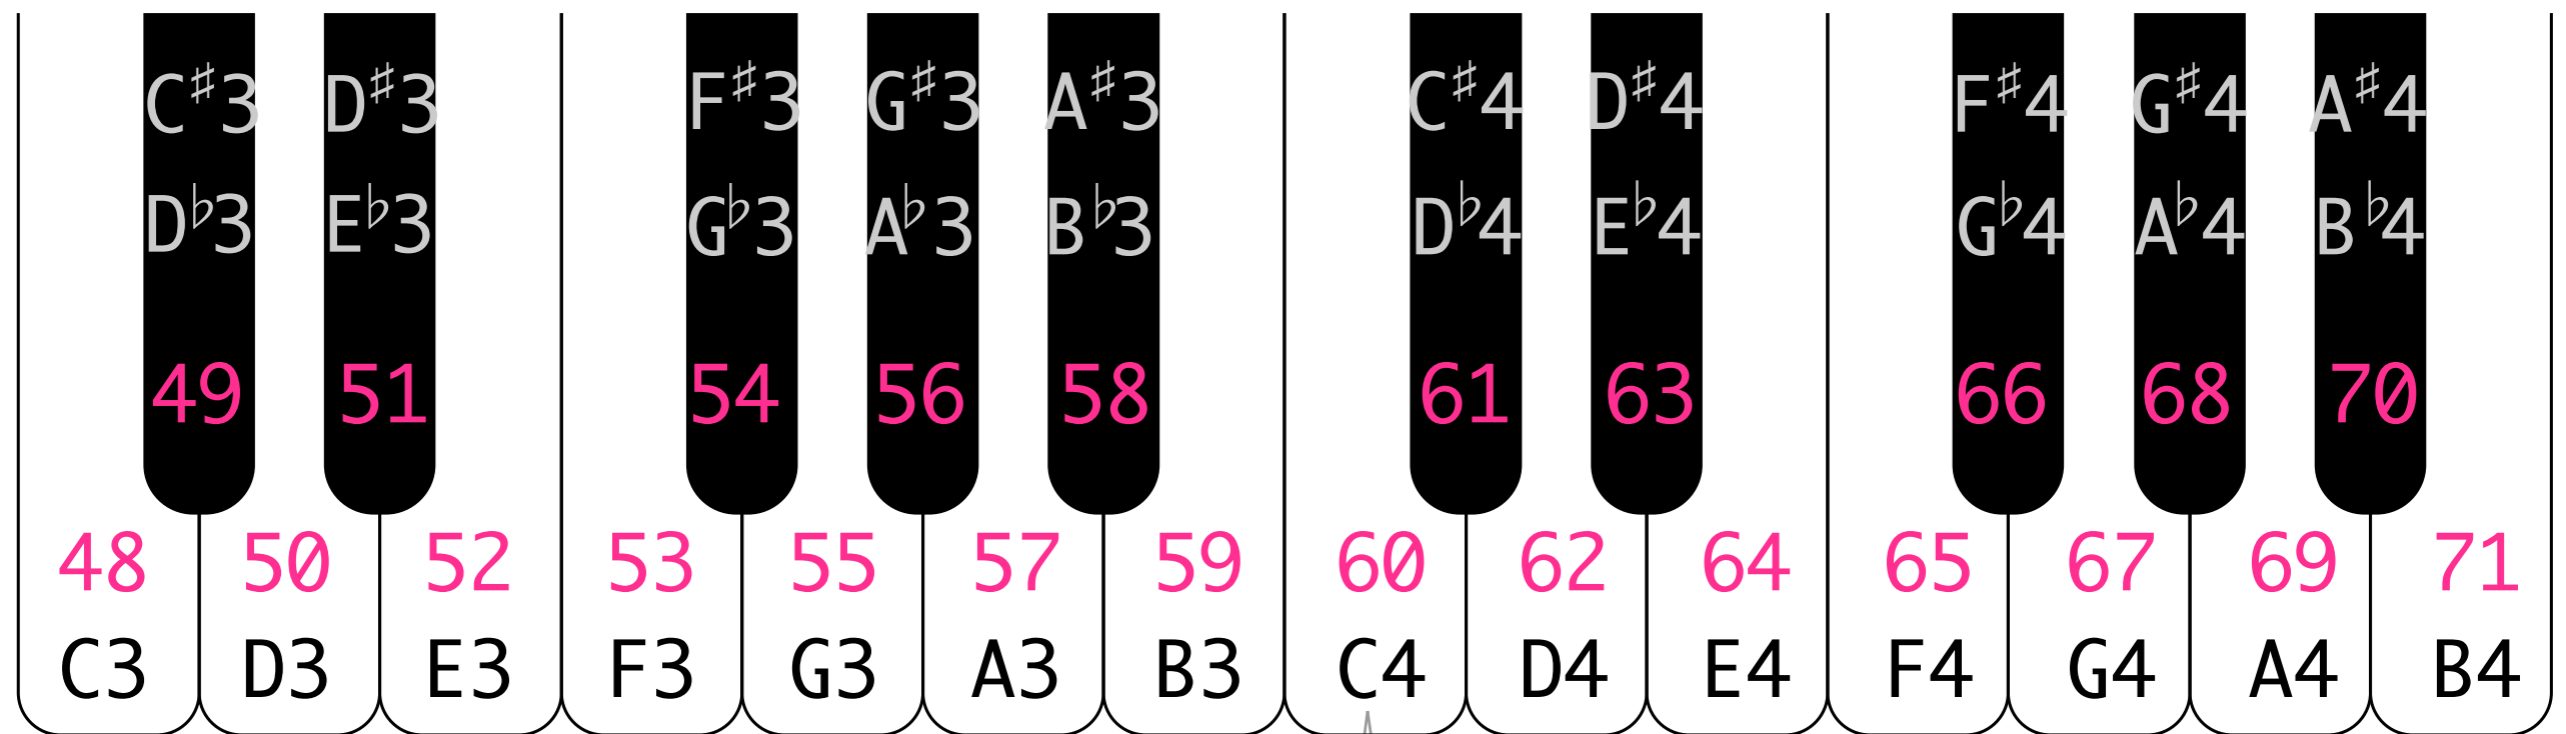 C♯3 D♯3 F♯3 G♯3 A♯3 C♯4 D♯4 F♯4 G♯4 A♯4
D♭3 E♭3 G♭3 A♭3 B♭3 D♭4 E♭4 G♭4 A♭4 B♭4
49 51 54 56 58 61 63 66 68 70
48 50 52 53 55 57 59 60 62 64 65 67 69 71
C3 D3 E3 F3 G3 A3 B3 C4 D4 E4 F4 G4 A4 B4